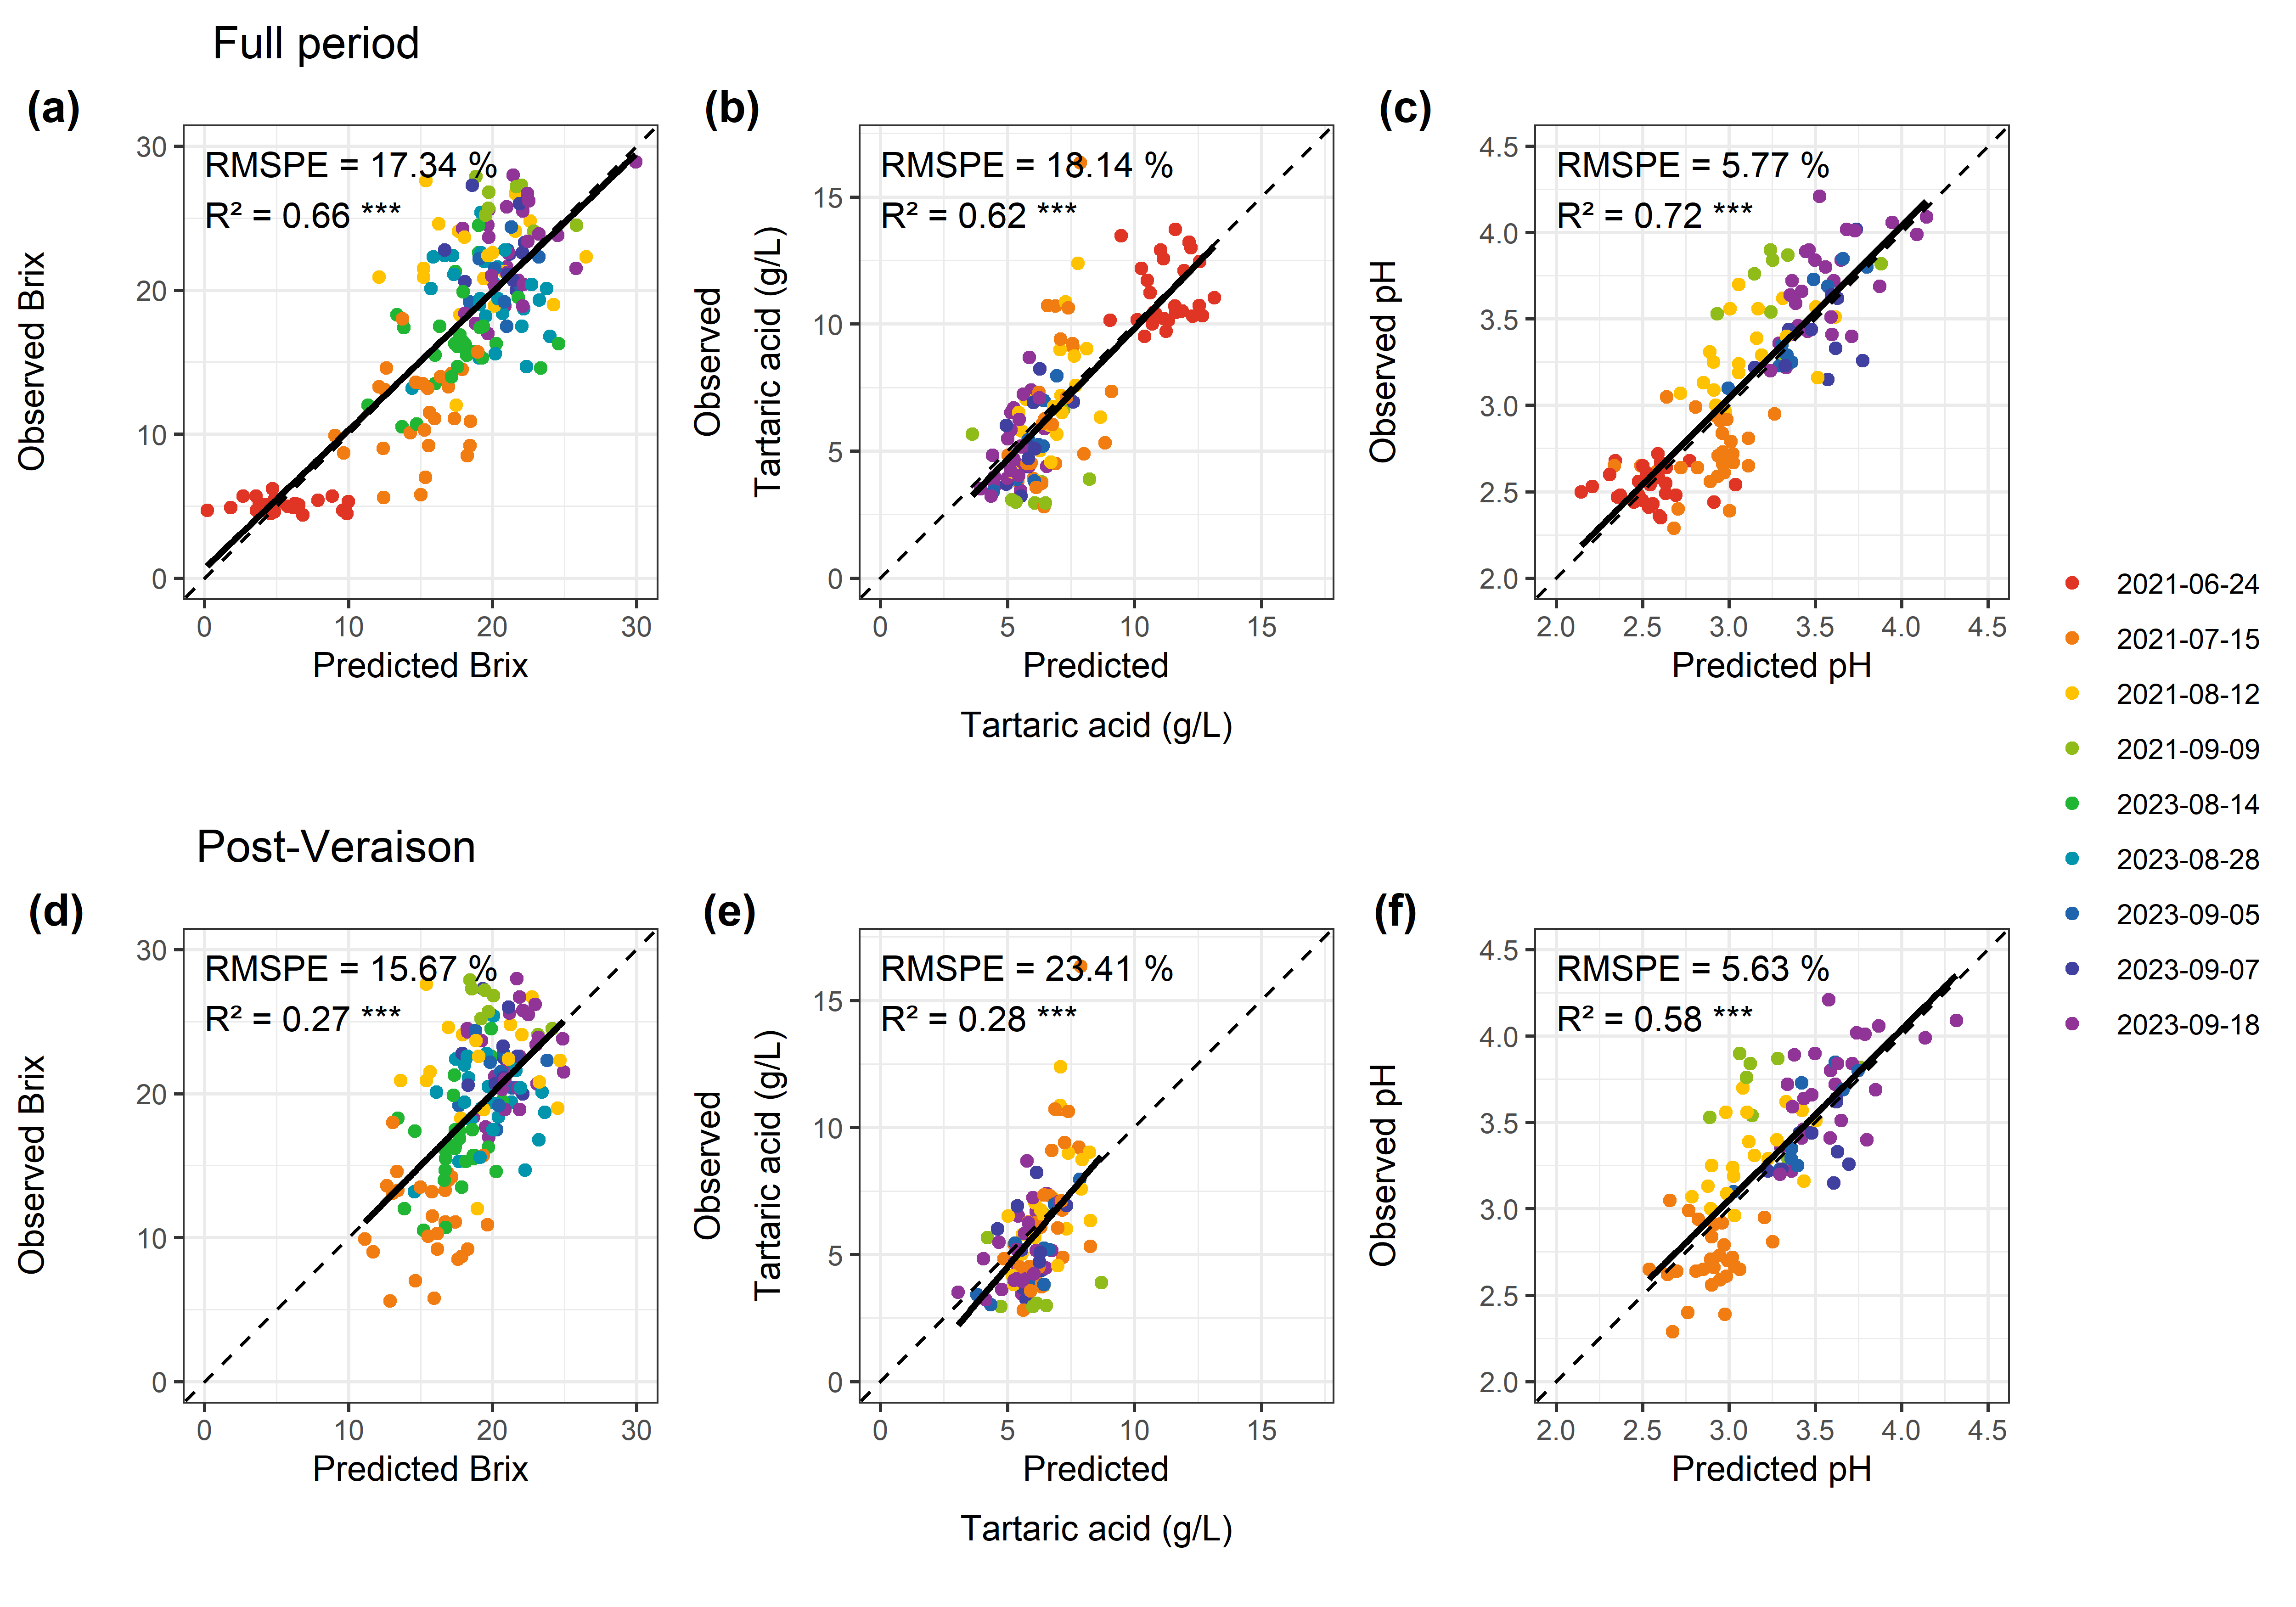 Full period
(a)
RMSPE = 17.34 %
R² = 0.66 ***
Observed Brix
30
20
10
0
0 10 20 30
Predicted Brix
(b)
RMSPE = 18.14 %
R² = 0.62 ***
Observed
Tartaric acid (g/L)
15
10
5
0
0 5 10 15
Predicted
Tartaric acid (g/L)
(c)
RMSPE = 5.77 %
R² = 0.72 ***
Observed pH
4.5
4.0
3.5
3.0
2.5
2.0
2.0 2.5 3.0 3.5 4.0 4.5
Predicted pH
2021-06-24
2021-07-15
2021-08-12
2021-09-09
2023-08-14
2023-08-28
2023-09-05
2023-09-07
2023-09-18
Post-Veraison
(d)
RMSPE = 15.67 %
R² = 0.27 ***
Observed Brix
30
20
10
0
0 10 20 30
Predicted Brix
(e)
RMSPE = 23.41 %
R² = 0.28 ***
Observed
Tartaric acid (g/L)
15
10
5
0
0 5 10 15
Predicted
Tartaric acid (g/L)
(f)
RMSPE = 5.63 %
R² = 0.58 ***
Observed pH
4.5
4.0
3.5
3.0
2.5
2.0
2.0 2.5 3.0 3.5 4.0 4.5
Predicted pH